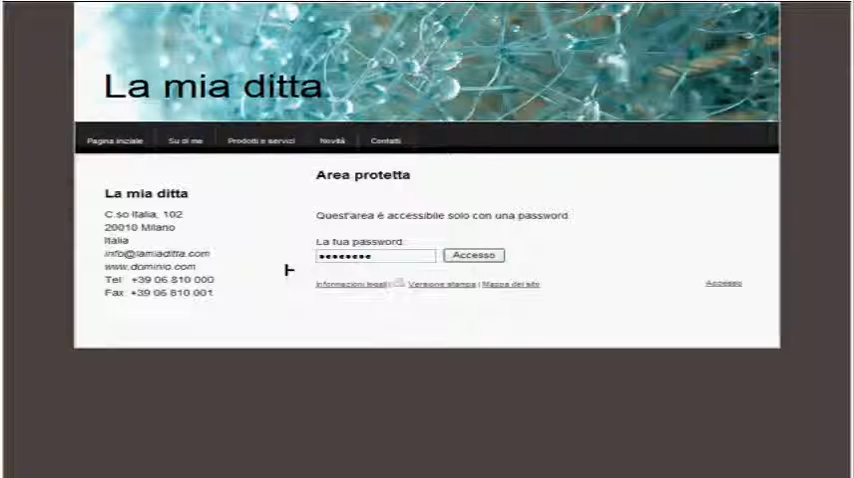 La mia ditta
Pagina iniziale Su di me Prodotti e servizi Novità Contatti
La mia ditta
C.so Italia, 102
20010 Milano
Italia
info@lamiaditta.com
www.dominio.com
Tel: +39 06 810 000
Fax: +39 06 810 001
Area protetta
Quest'area è accessibile solo con una password
La tua password
Accesso
Informazioni legali | Versione stampa | Mappa del sito
Accesso